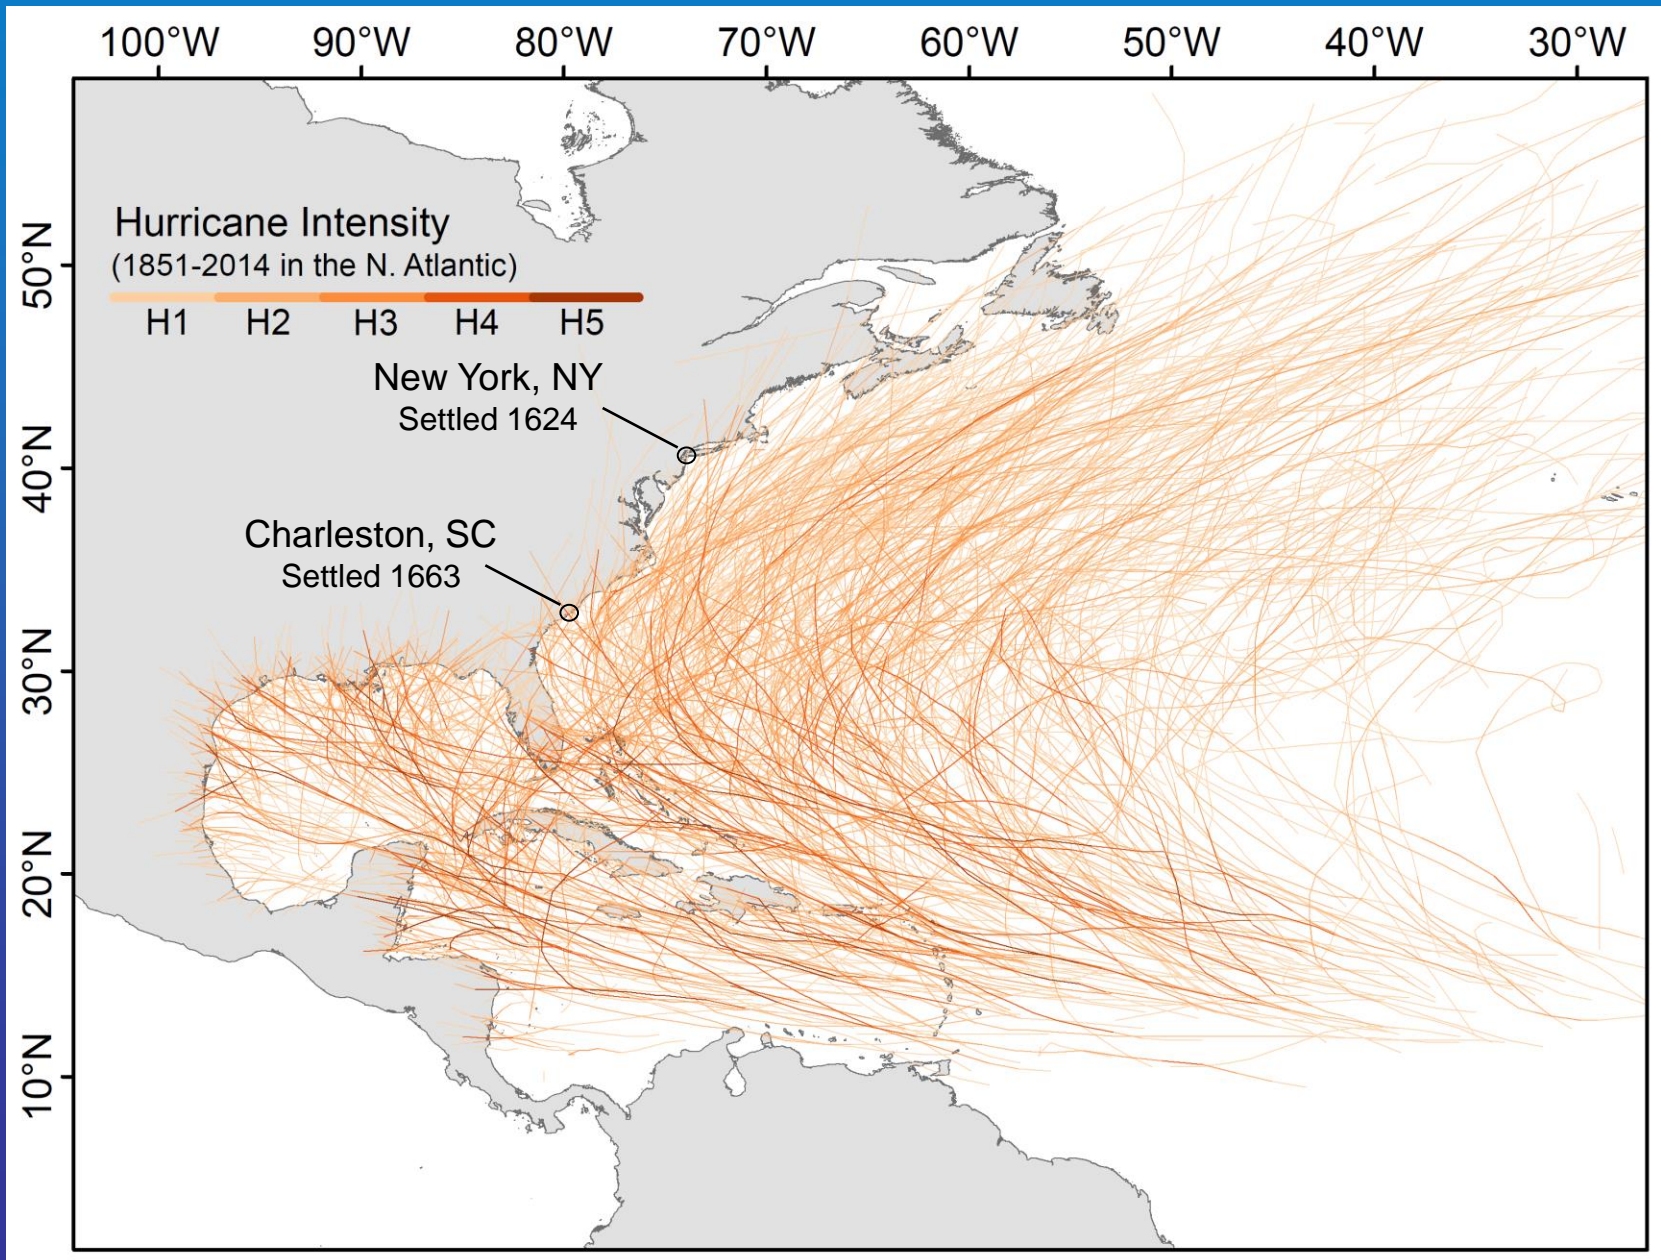 100°W 90°W 80°W 70°W 60°W 50°W 40°W 30°W
50°N
40°N
30°N
20°N
10°N
Hurricane Intensity
(1851-2014 in the N. Atlantic)
H1 H2 H3 H4 H5
New York, NY
Settled 1624
Charleston, SC
Settled 1663